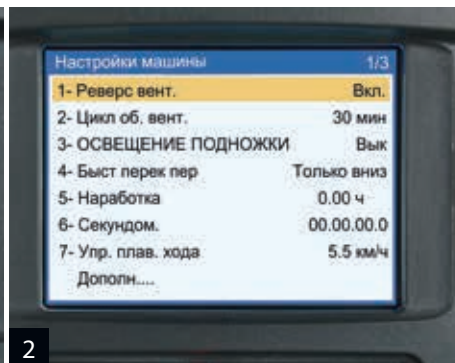 Настройки машины 1/3
1- Реверс вент. Вкл.
2- Цикл об. вент. 30 мин
3- ОСВЕЩЕНИЕ ПОДНОЖКИ Вык
4- Быст перек пер Только вниз
5- Наработка 0.00 ч
6- Секундом. 00.00.00.0
7- Упр. плав. хода 5.5 км/ч
Дополн....
2